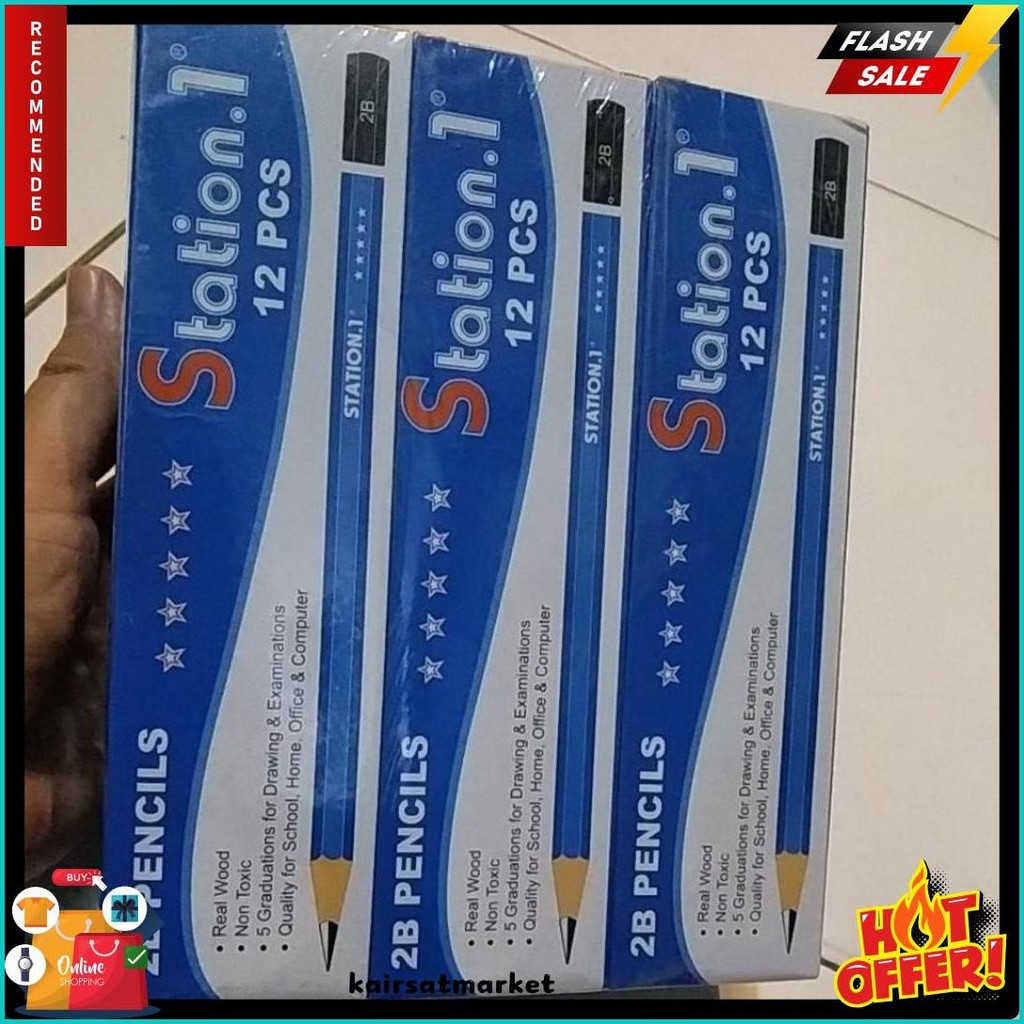 RECOMMENDED
FLASH
SALE
Station.1®
12 PCS
2B
STATION.1®
2B PENCILS
• Real Wood
• Non Toxic
• 5 Graduations for Drawing & Examinations
• Quality for School, Home, Office & Computer
Station.1®
12 PCS
2B
STATION.1®
2B PENCILS
• Real Wood
• Non Toxic
• 5 Graduations for Drawing & Examinations
• Quality for School, Home, Office & Computer
Station.1®
12 PCS
2B
STATION.1®
2B PENCILS
• Real Wood
• Non Toxic
• 5 Graduations for Drawing & Examinations
• Quality for School, Home, Office & Computer
BUY
Online
SHOPPING
kairsatmarket
HOT
OFFER!